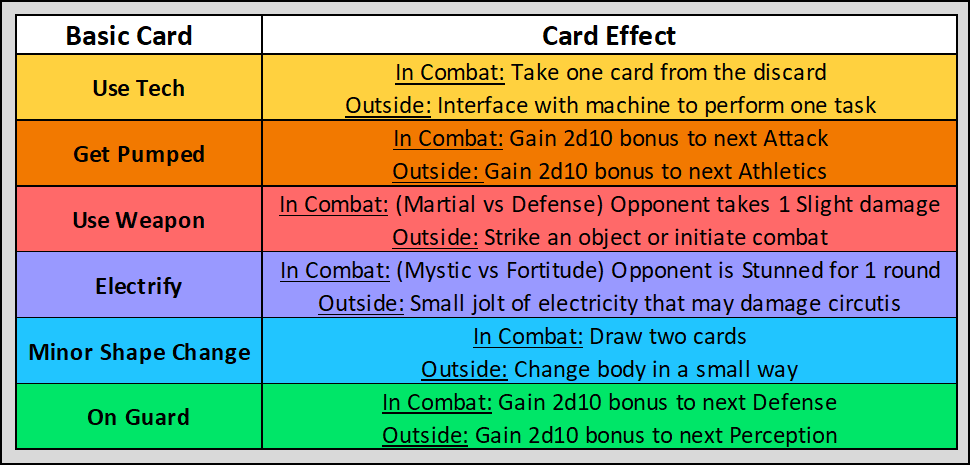 Basic Card Card Effect
Use Tech
In Combat: Take one card from the discard
Outside: Interface with machine to perform one task
Get Pumped
In Combat: Gain 2d10 bonus to next Attack
Outside: Gain 2d10 bonus to next Athletics
Use Weapon
In Combat: (Martial vs Defense) Opponent takes 1 Slight damage
Outside: Strike an object or initiate combat
Electrify
In Combat: (Mystic vs Fortitude) Opponent is Stunned for 1 round
Outside: Small jolt of electricity that may damage circutis
Minor Shape Change
In Combat: Draw two cards
Outside: Change body in a small way
On Guard
In Combat: Gain 2d10 bonus to next Defense
Outside: Gain 2d10 bonus to next Perception